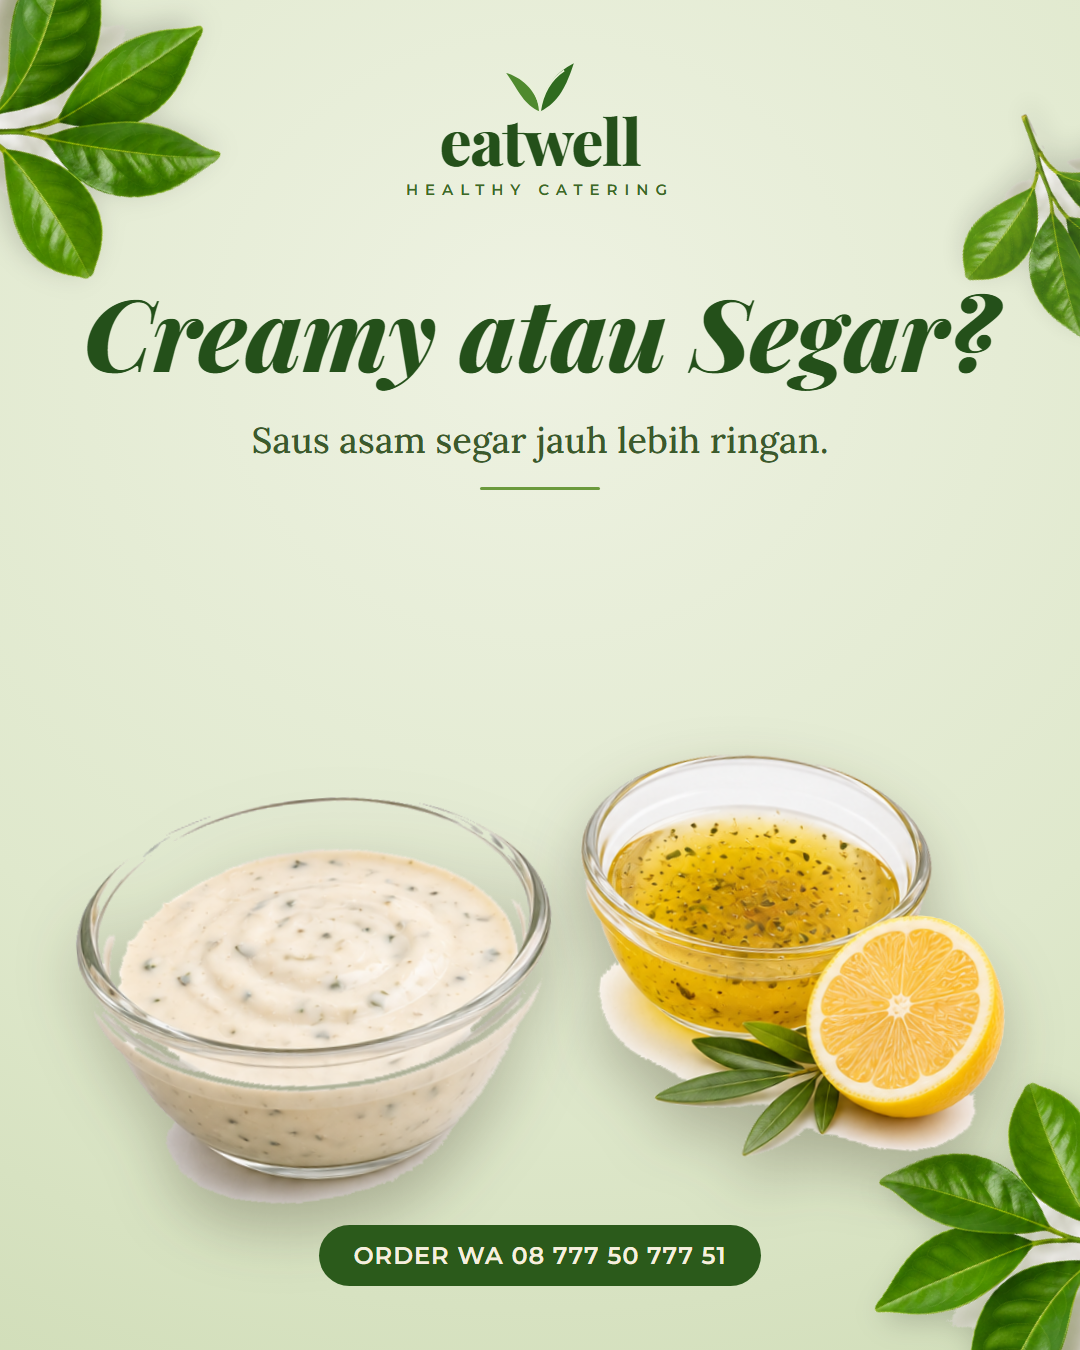 eatwell
HEALTHY CATERING
Creamy atau Segar?
Saus asam segar jauh lebih ringan.
ORDER WA 08 777 50 777 51